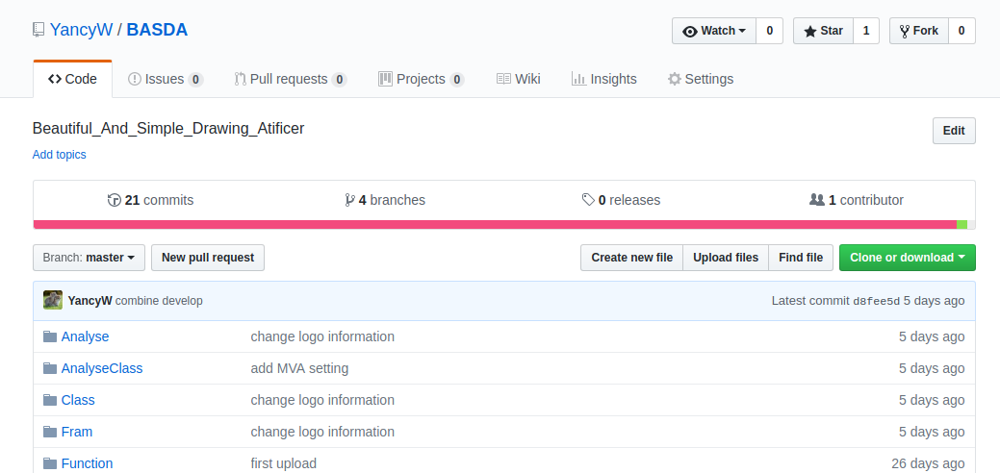 YancyW / BASDA Watch 0 Star 1 Fork 0
Code Issues 0 Pull requests 0 Projects 0 Wiki Insights Settings
Beautiful_And_Simple_Drawing_Atificer Edit
Add topics
21 commits 4 branches 0 releases 1 contributor
Branch: master New pull request Create new file Upload files Find file Clone or download
YancyW combine develop Latest commit d8fee5d 5 days ago
Analyse change logo information 5 days ago
AnalyseClass add MVA setting 5 days ago
Class change logo information 5 days ago
Fram change logo information 5 days ago
Function first upload 26 days ago